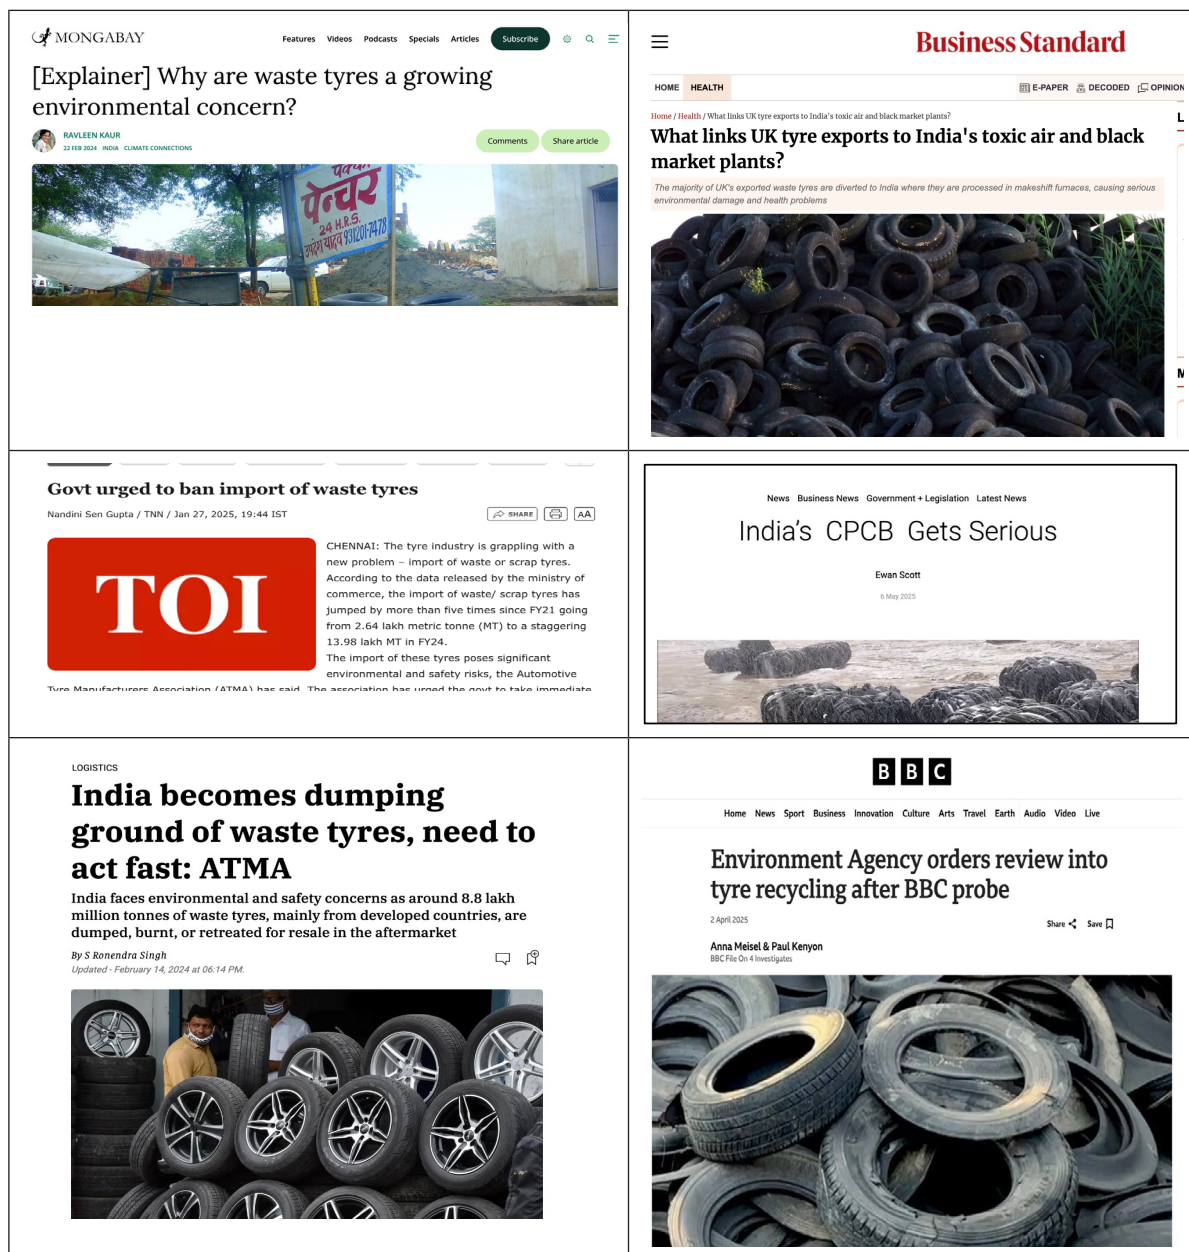 MONGABAY
Features Videos Podcasts Specials Articles Subscribe
[Explainer] Why are waste tyres a growing
environmental concern?
RAVLEEN KAUR
22 FEB 2024 INDIA CLIMATE CONNECTIONS
Comments Share article
पेन्चर
24 H.R.S.
Business Standard
HOME HEALTH E-PAPER DECODED OPINION
Home / Health / What links UK tyre exports to India's toxic air and black market plants?
What links UK tyre exports to India's toxic air and black
market plants?
The majority of UK's exported waste tyres are diverted to India where they are processed in makeshift furnaces, causing serious
environmental damage and health problems
Govt urged to ban import of waste tyres
Nandini Sen Gupta / TNN / Jan 27, 2025, 19:44 IST
SHARE AA
TOI
CHENNAI: The tyre industry is grappling with a
new problem – import of waste or scrap tyres.
According to the data released by the ministry of
commerce, the import of waste/ scrap tyres has
jumped by more than five times since FY21 going
from 2.64 lakh metric tonne (MT) to a staggering
13.98 lakh MT in FY24.
The import of these tyres poses significant
environmental and safety risks, the Automotive
Tyre Manufacturers Association (ATMA) has said. The association has urged the govt to take immediate
News Business News Government + Legislation Latest News
India's CPCB Gets Serious
Ewan Scott
6 May 2025
LOGISTICS
India becomes dumping
ground of waste tyres, need to
act fast: ATMA
India faces environmental and safety concerns as around 8.8 lakh
million tonnes of waste tyres, mainly from developed countries, are
dumped, burnt, or retreated for resale in the aftermarket
By S Ronendra Singh
Updated - February 14, 2024 at 06:14 PM.
BBC
Home News Sport Business Innovation Culture Arts Travel Earth Audio Video Live
Environment Agency orders review into
tyre recycling after BBC probe
2 April 2025
Share Save
Anna Meisel & Paul Kenyon
BBC File On 4 Investigates